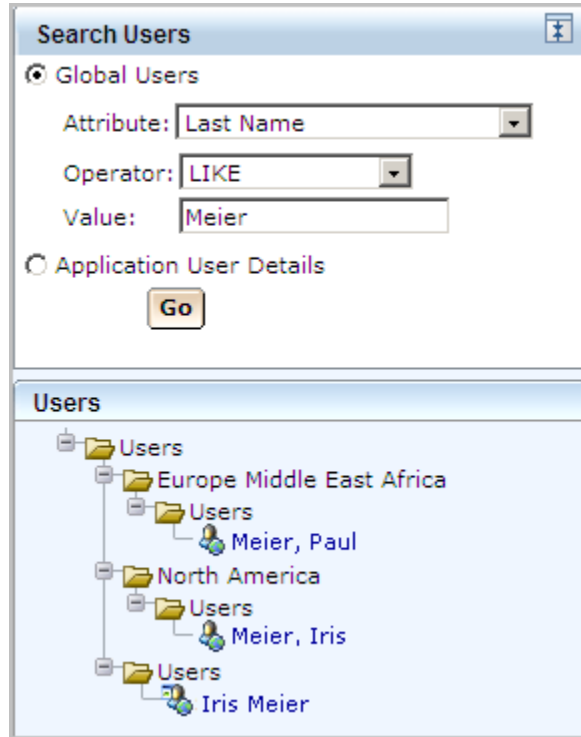 Search Users
Global Users
Attribute: Last Name
Operator: LIKE
Value: Meier
Application User Details
Go
Users
Users
Europe Middle East Africa
Users
Meier, Paul
North America
Users
Meier, Iris
Users
Iris Meier